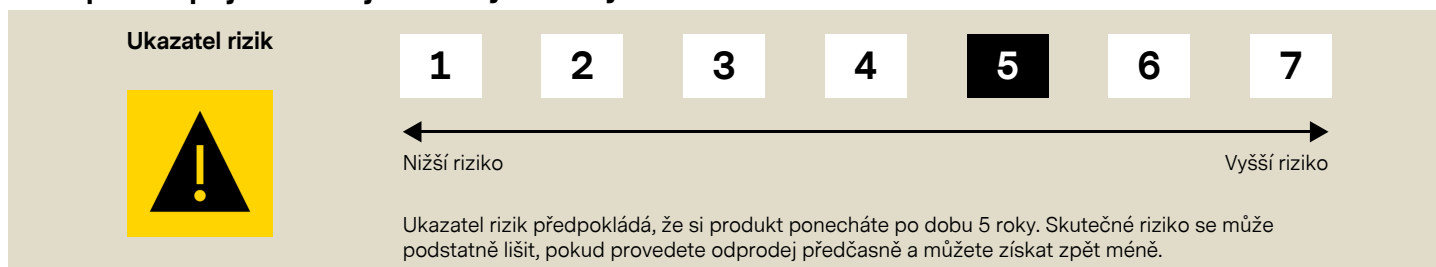 Ukazatel rizik
1 2 3 4 5 6 7
Nižší riziko
Vyšší riziko
Ukazatel rizik předpokládá, že si produkt ponecháte po dobu 5 roky. Skutečné riziko se může
podstatně lišit, pokud provedete odprodej předčasně a můžete získat zpět méně.